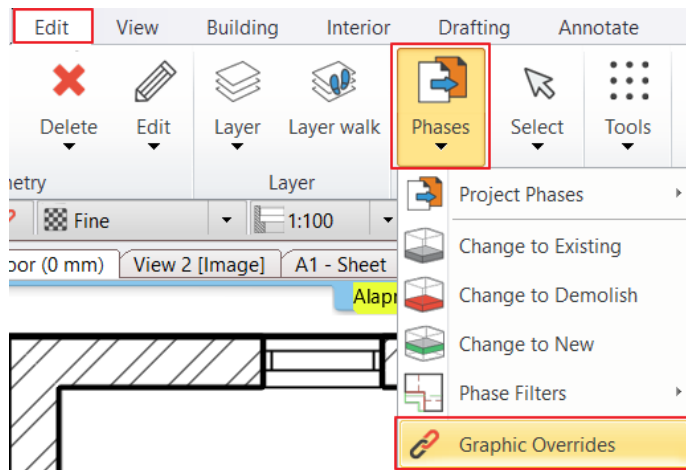 Edit View Building Interior Drafting Annotate
Delete Edit Layer Layer walk Phases Select Tools
Layer
Project Phases
Fine 1:100
Change to Existing
View 2 [Image] A1 - Sheet
(0 mm)
Change to Demolish
Change to New
Phase Filters
Graphic Overrides